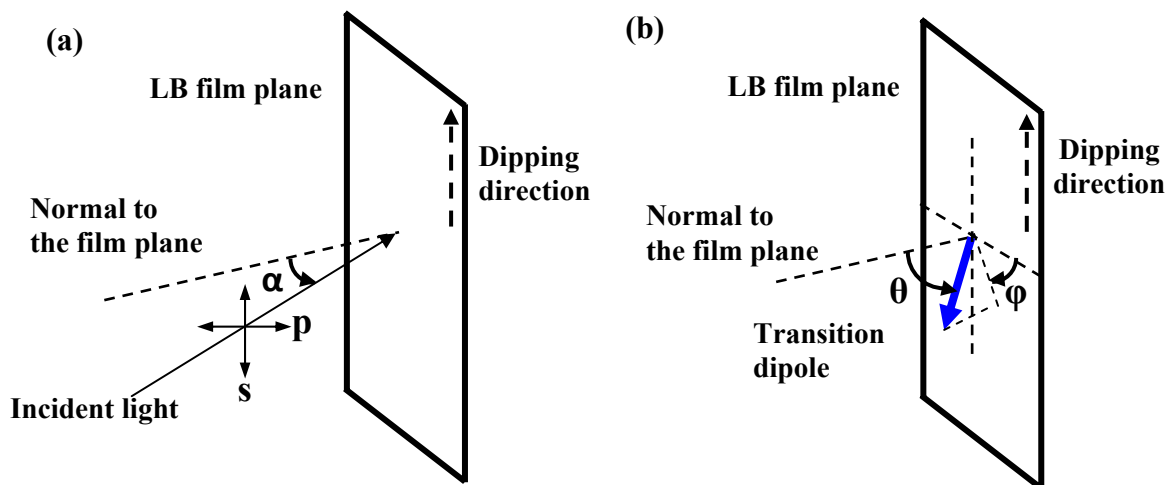 (a)
LB film plane
Dipping
direction
Normal to
the film plane
α
p
s
Incident light
(b)
LB film plane
Dipping
direction
Normal to
the film plane
θ
φ
Transition
dipole